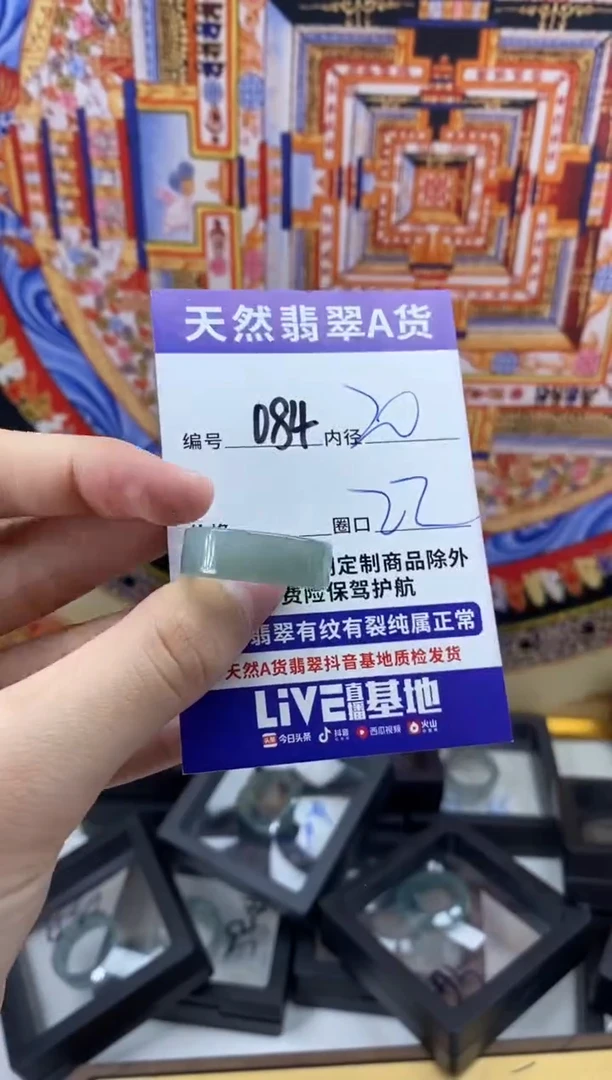 天然翡翠A货
编号 084 内径 20
圈口 22
定制商品除外
费险保驾护航
翡翠有纹有裂纯属正常
天然A货翡翠抖音基地质检发货
LiVE直播基地
头条 今日头条 抖音 西瓜视频 火山